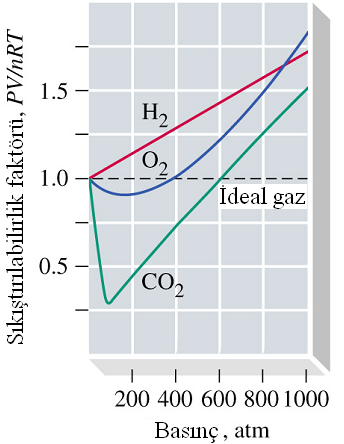 Sıkıştırılabilirlik faktörü, PV/nRT
1.5
1.0
0.5
H₂
O₂
İdeal gaz
CO₂
200 400 600 800 1000
Basınç, atm